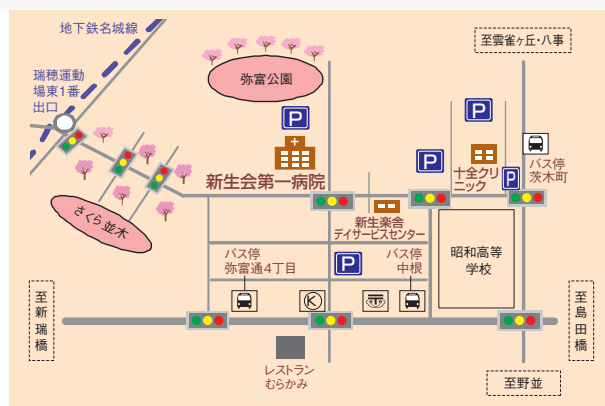 地下鉄名城線
瑞穂運動
場東1番
出口
弥富公園
至雲雀ヶ丘・八事
P
P
P
新生会第一病院
十全クリ
ニック
P
バス停
茨木町
さくら並木
新生楽舎
デイサービスセンター
バス停
弥富通4丁目
P
バス停
中根
昭和高等
学校
至新瑞橋
K
至島田橋
レストラン
むらかみ
至野並